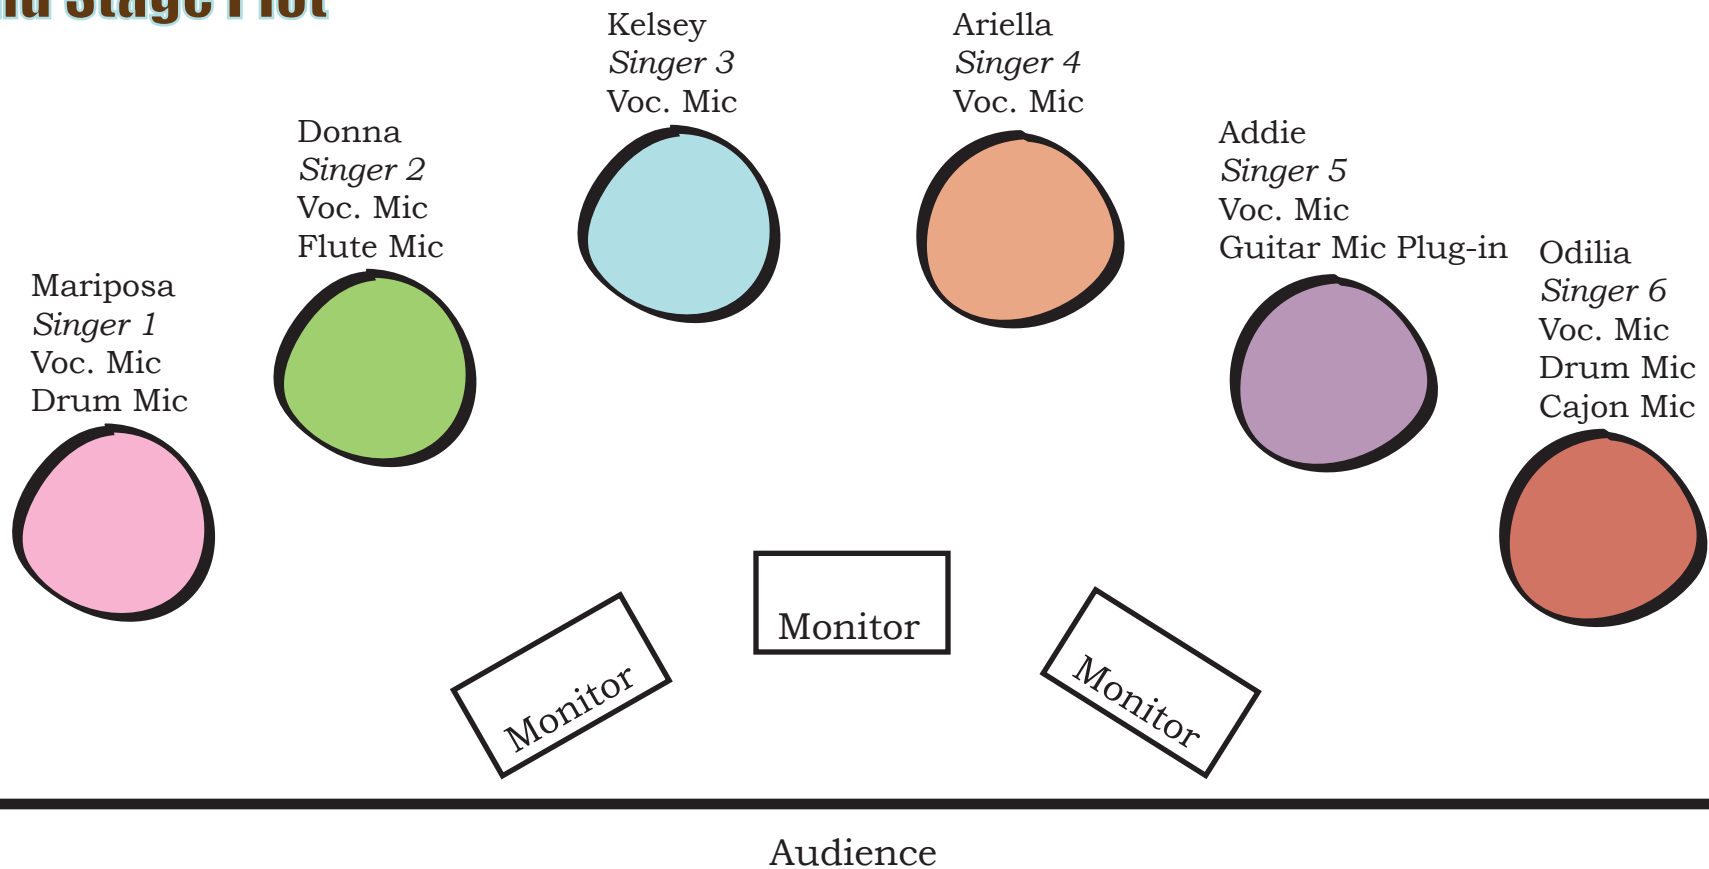 Stage Plot
Kelsey
Singer 3
Voc. Mic
Ariella
Singer 4
Voc. Mic
Donna
Singer 2
Voc. Mic
Flute Mic
Addie
Singer 5
Voc. Mic
Guitar Mic Plug-in
Mariposa
Singer 1
Voc. Mic
Drum Mic
Odilia
Singer 6
Voc. Mic
Drum Mic
Cajon Mic
Monitor
Monitor
Monitor
Audience